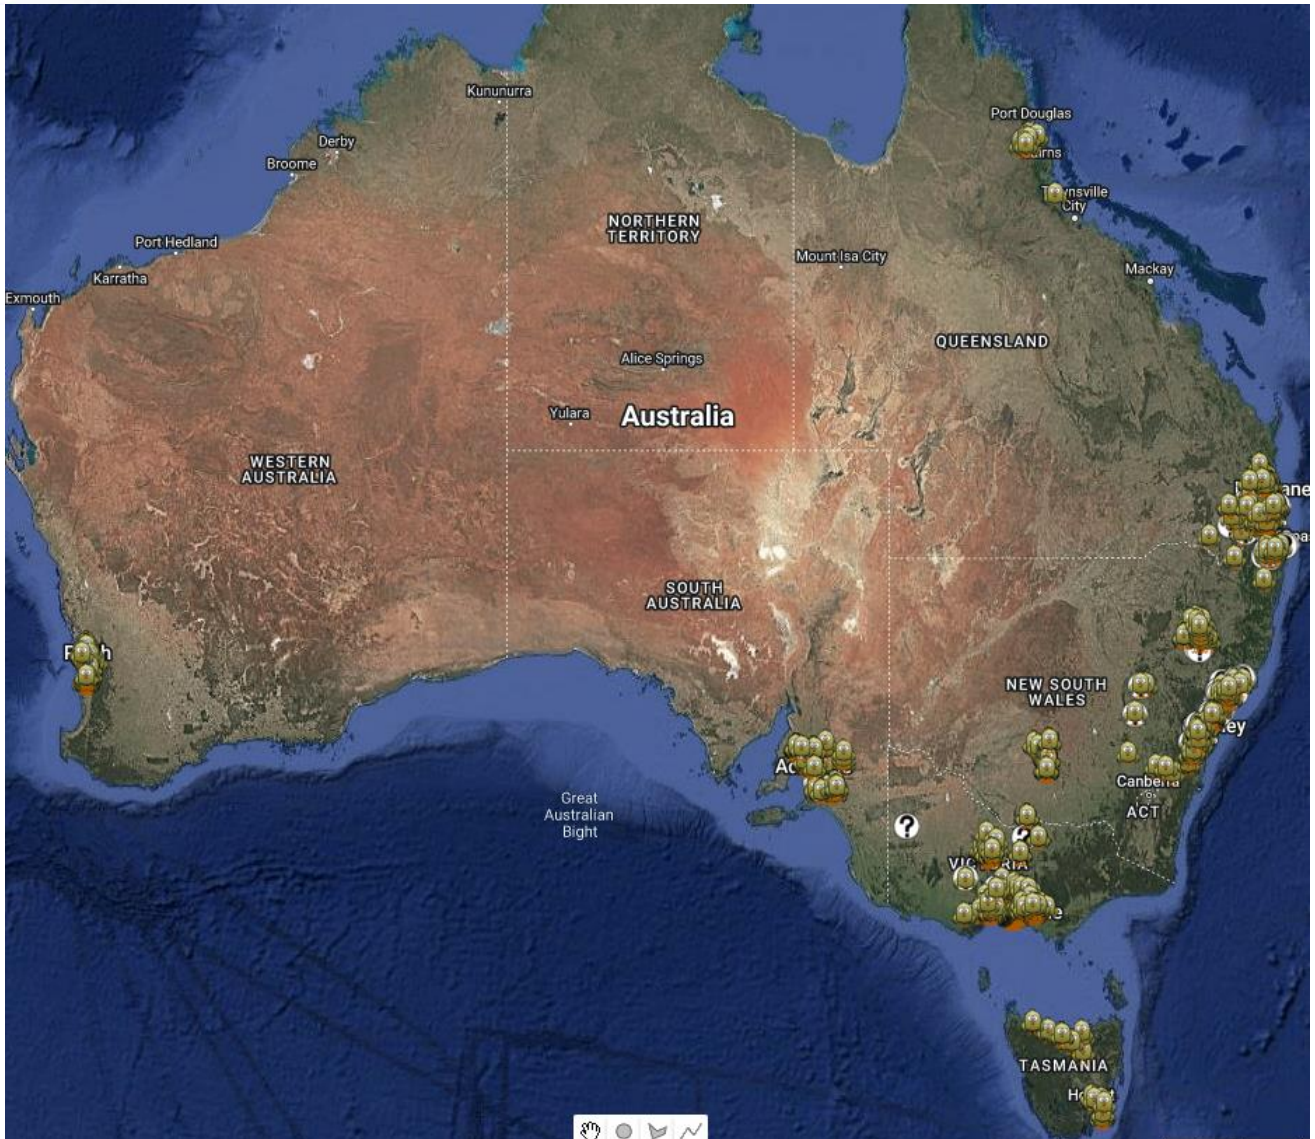 Kununurra
Port Douglas
Derby
Broome
City
NORTHERN
TERRITORY
Port Hedland
Mount Isa City
Karratha
Mackay
Exmouth
QUEENSLAND
Alice Springs
Yulara
Australia
WESTERN
AUSTRALIA
SOUTH
AUSTRALIA
NEW SOUTH
WALES
Great
Australian
Bight
ACT
?
TASMANIA